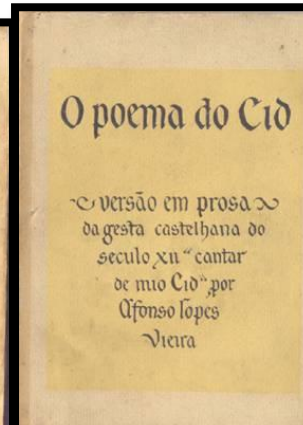 O poema do Cid
versão em prosa
da gesta castelhana do
seculo XII "cantar
de mio Cid" por
Afonso lopes
Vieira